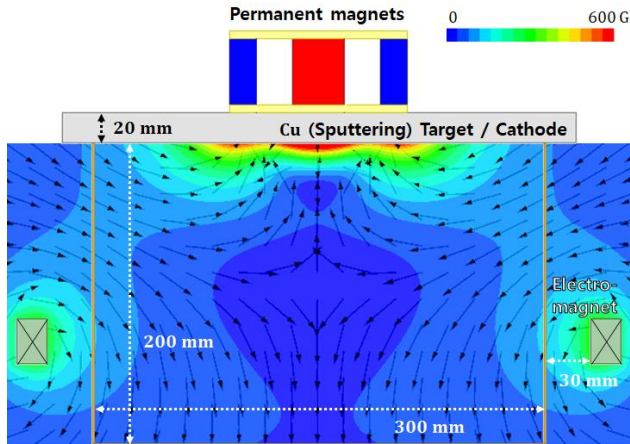 Permanent magnets
0
600 G
20 mm
Cu (Sputtering) Target / Cathode
Electro-
magnet
200 mm
30 mm
300 mm